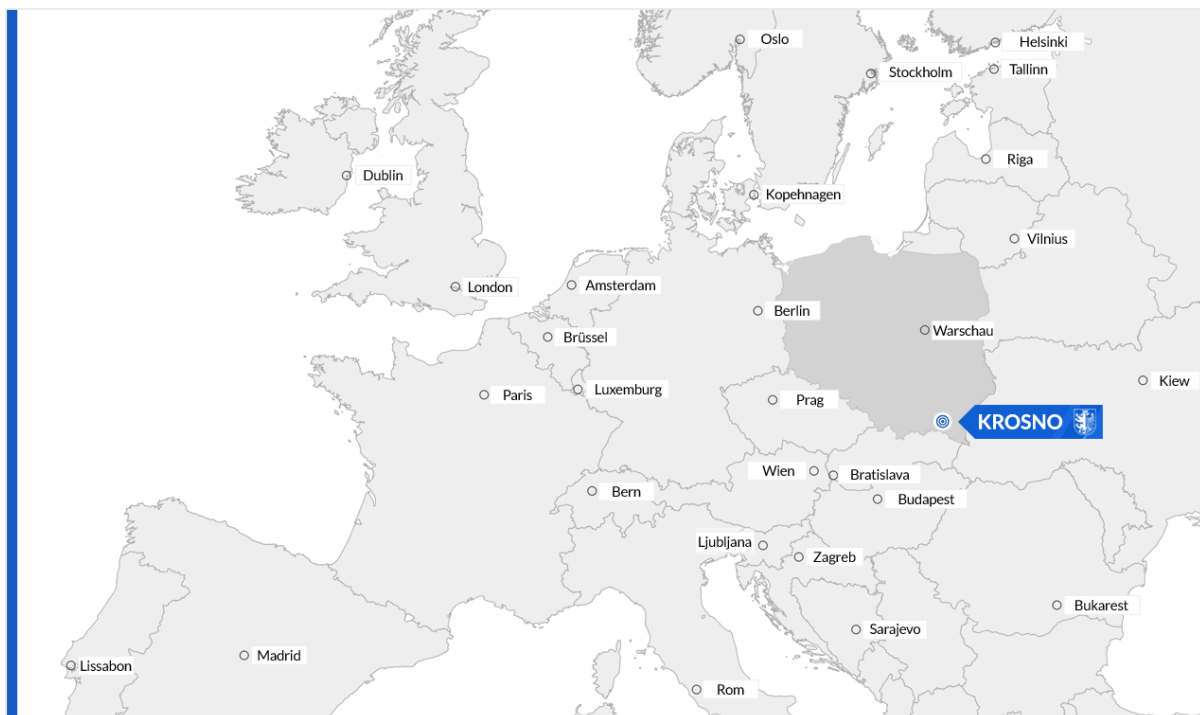 Oslo
Helsinki
Tallinn
Stockholm
Riga
Dublin
Kopehnagen
Vilnius
London
Amsterdam
Berlin
Warschau
Brüssel
Kiew
Luxemburg
Paris
Prag
KROSNO
Wien
Bratislava
Bern
Budapest
Ljubljana
Zagreb
Bukarest
Sarajevo
Madrid
Lissabon
Rom